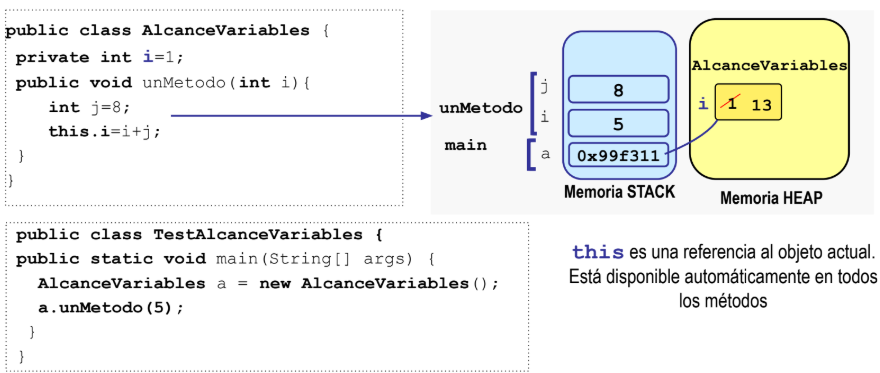 public class AlcanceVariables {
private int i=1;
public void unMetodo(int i){
int j=8;
this.i=i+j;
}
}
unMetodo
main
j
i
a
8
5
0x99f311
Memoria STACK
AlcanceVariables
i
1 13
Memoria HEAP
public class TestAlcanceVariables {
public static void main(String[] args) {
AlcanceVariables a = new AlcanceVariables();
a.unMetodo(5);
}
}
this es una referencia al objeto actual.
Está disponible automáticamente en todos
los métodos